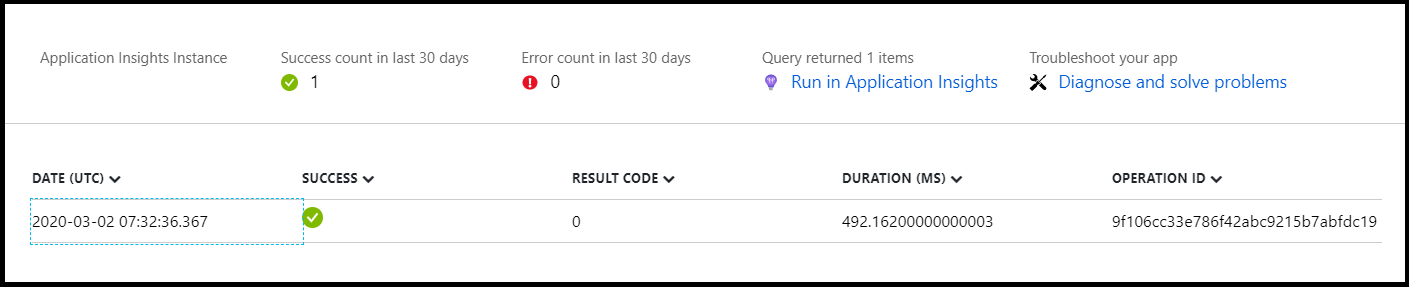 Application Insights Instance
Success count in last 30 days
1
Error count in last 30 days
0
Query returned 1 items
Run in Application Insights
Troubleshoot your app
Diagnose and solve problems
DATE (UTC) SUCCESS RESULT CODE DURATION (MS) OPERATION ID
2020-03-02 07:32:36.367 0 492.16200000000003 9f106cc33e786f42abc9215b7abfdc19